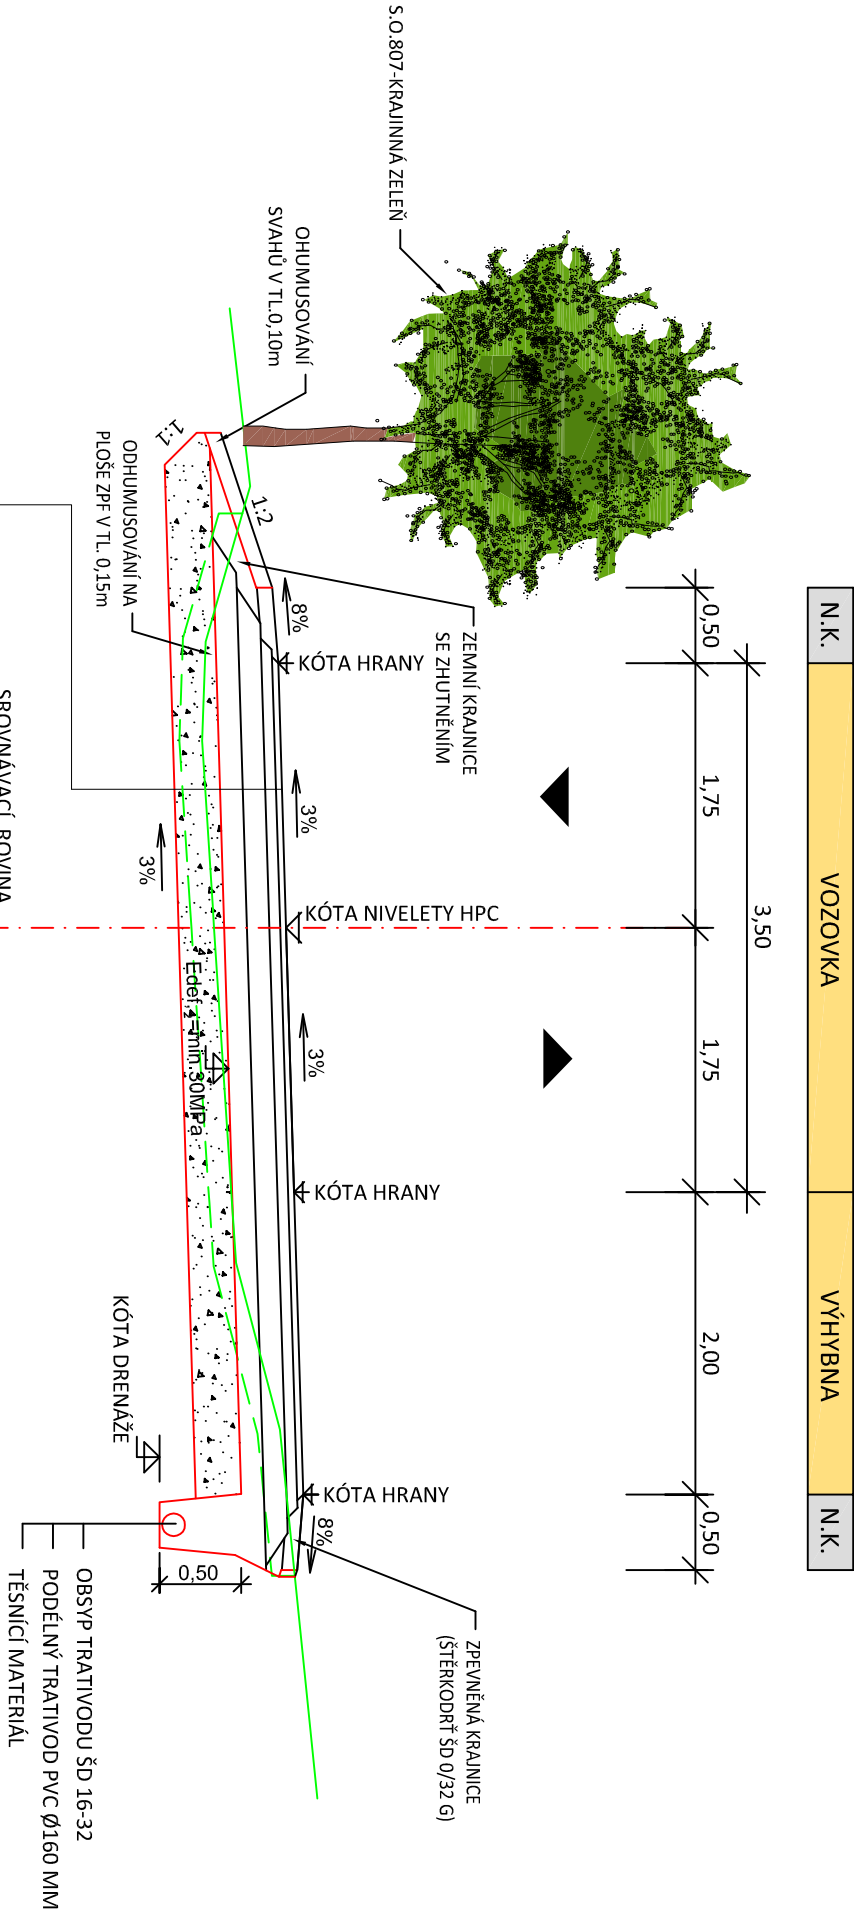 N.K.
VOZOVKA
VÝHYBNA
N.K.
3,50
0,50
1,75
1,75
2,00
0,50
S.O.807-KRAJINNÁ ZELEŇ
OHUMUSOVÁNÍ
SVAHŮ V TL.0,10m
ZEMNÍ KRAJNICE
SE ZHUTNĚNÍM
ZPEVNĚNÁ KRAJNICE
(ŠTĚRKODRŤ ŠD 0/32 G)
KÓTA HRANY
KÓTA NIVELETY HPC
KÓTA HRANY
KÓTA HRANY
8%
3%
3%
8%
1:2
1:1
3%
Edef,2=min.30MPa
ODHUMUSOVÁNÍ NA
PLOŠE ZPF V TL. 0,15m
KÓTA DRENÁŽE
0,50
OBSYP TRATIVODU ŠD 16-32
PODÉLNÝ TRATIVOD PVC Ø160 MM
TĚSNÍCÍ MATERIÁL
SROVNÁVACÍ ROVINA